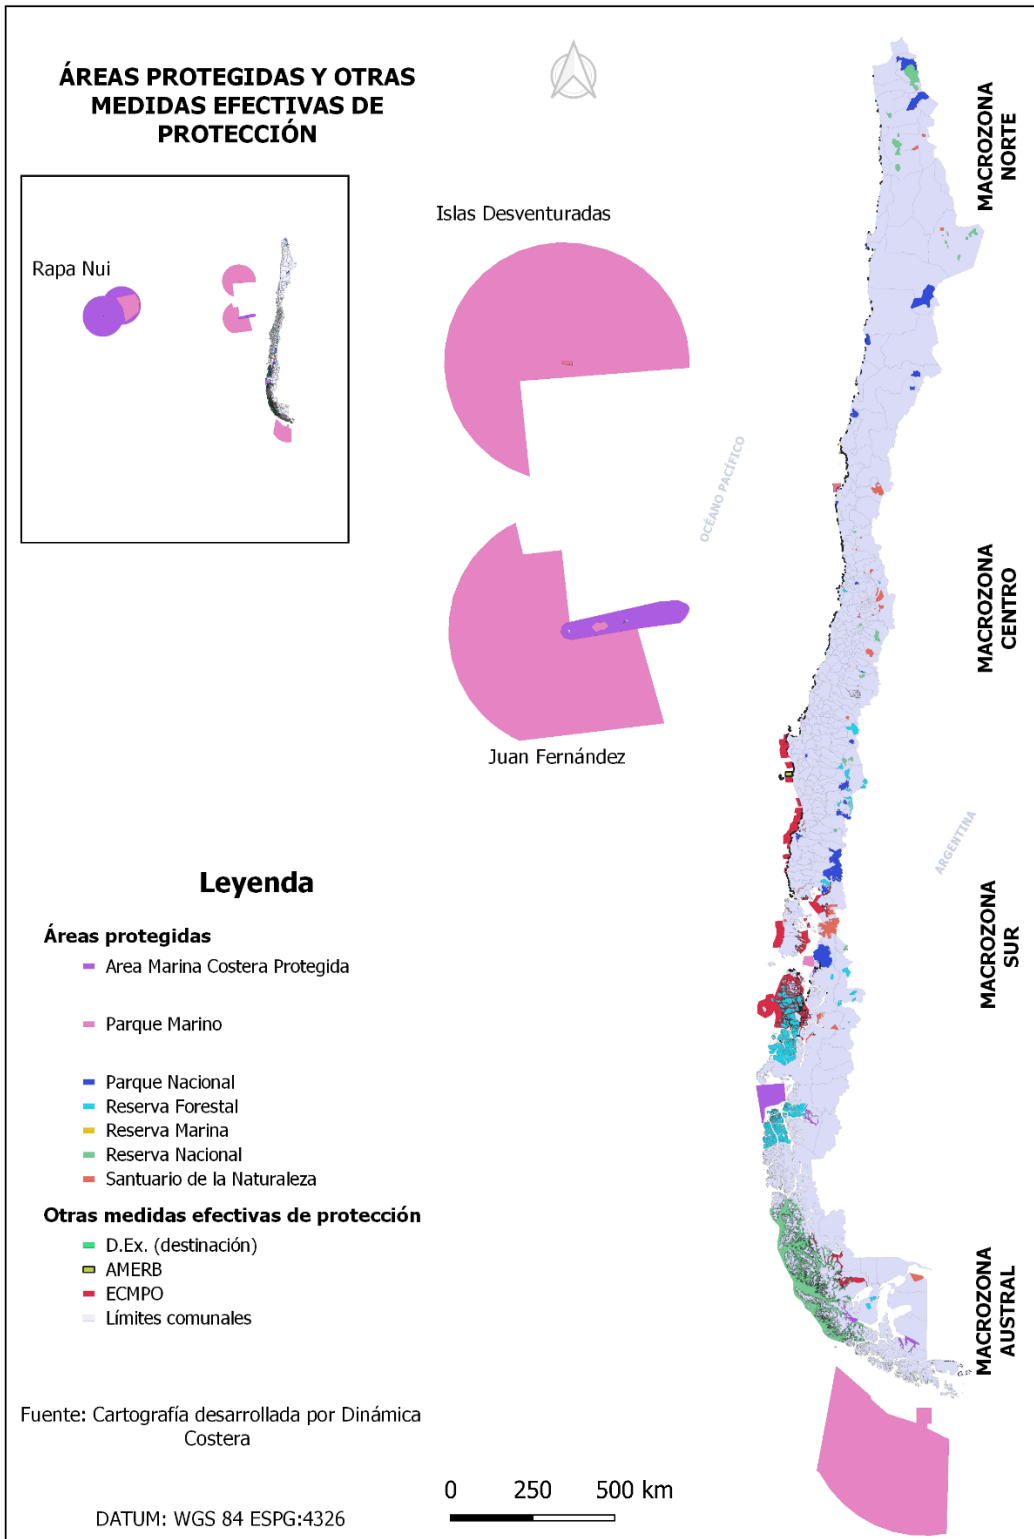 ÁREAS PROTEGIDAS Y OTRAS
MEDIDAS EFECTIVAS DE
PROTECCIÓN
Rapa Nui
Islas Desventuradas
OCÉANO PACÍFICO
Juan Fernández
MACROZONA
NORTE
MACROZONA
CENTRO
ARGENTINA
MACROZONA
SUR
MACROZONA
AUSTRAL
Leyenda
Áreas protegidas
Area Marina Costera Protegida
Parque Marino
Parque Nacional
Reserva Forestal
Reserva Marina
Reserva Nacional
Santuario de la Naturaleza
Otras medidas efectivas de protección
D.Ex. (destinación)
AMERB
ECMPO
Límites comunales
Fuente: Cartografía desarrollada por Dinámica
Costera
DATUM: WGS 84 ESPG:4326
0 250 500 km